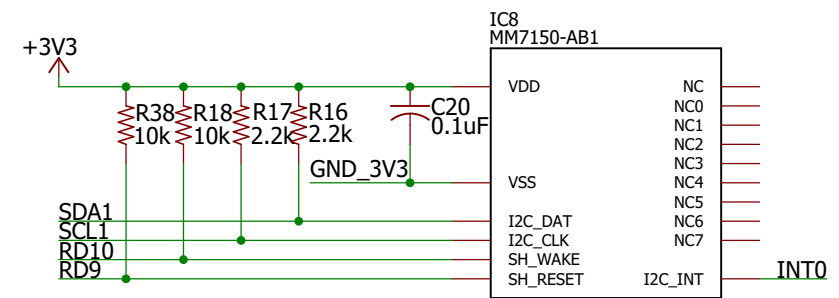 IC8
MM7150-AB1
+3V3
VDD
NC
R38 R18 R17 R16
10k 10k 2.2k 2.2k
C20
0.1uF
NC0
NC1
NC2
NC3
GND_3V3
VSS
NC4
NC5
SDA1
I2C_DAT
NC6
SCL1
I2C_CLK
NC7
RD10
SH_WAKE
RD9
SH_RESET
I2C_INT
INT0